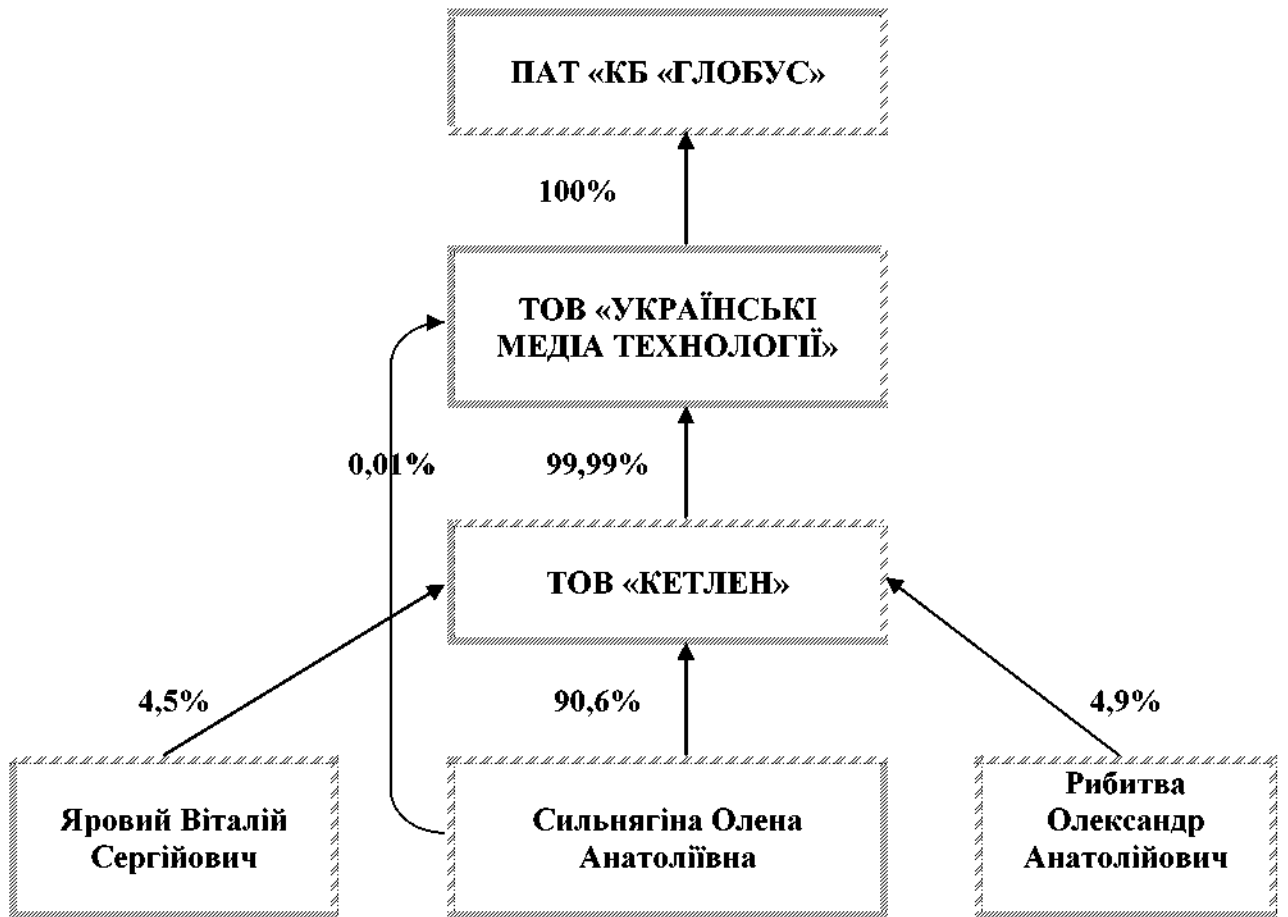 ПАТ «КБ «ГЛОБУС»
100%
ТОВ «УКРАЇНСЬКІ
МЕДІА ТЕХНОЛОГІЇ»
0,01%
99,99%
ТОВ «КЕТЛЕН»
4,5%
90,6%
4,9%
Яровий Віталій
Сергійович
Сильнягіна Олена
Анатоліївна
Рибитва
Олександр
Анатолійович